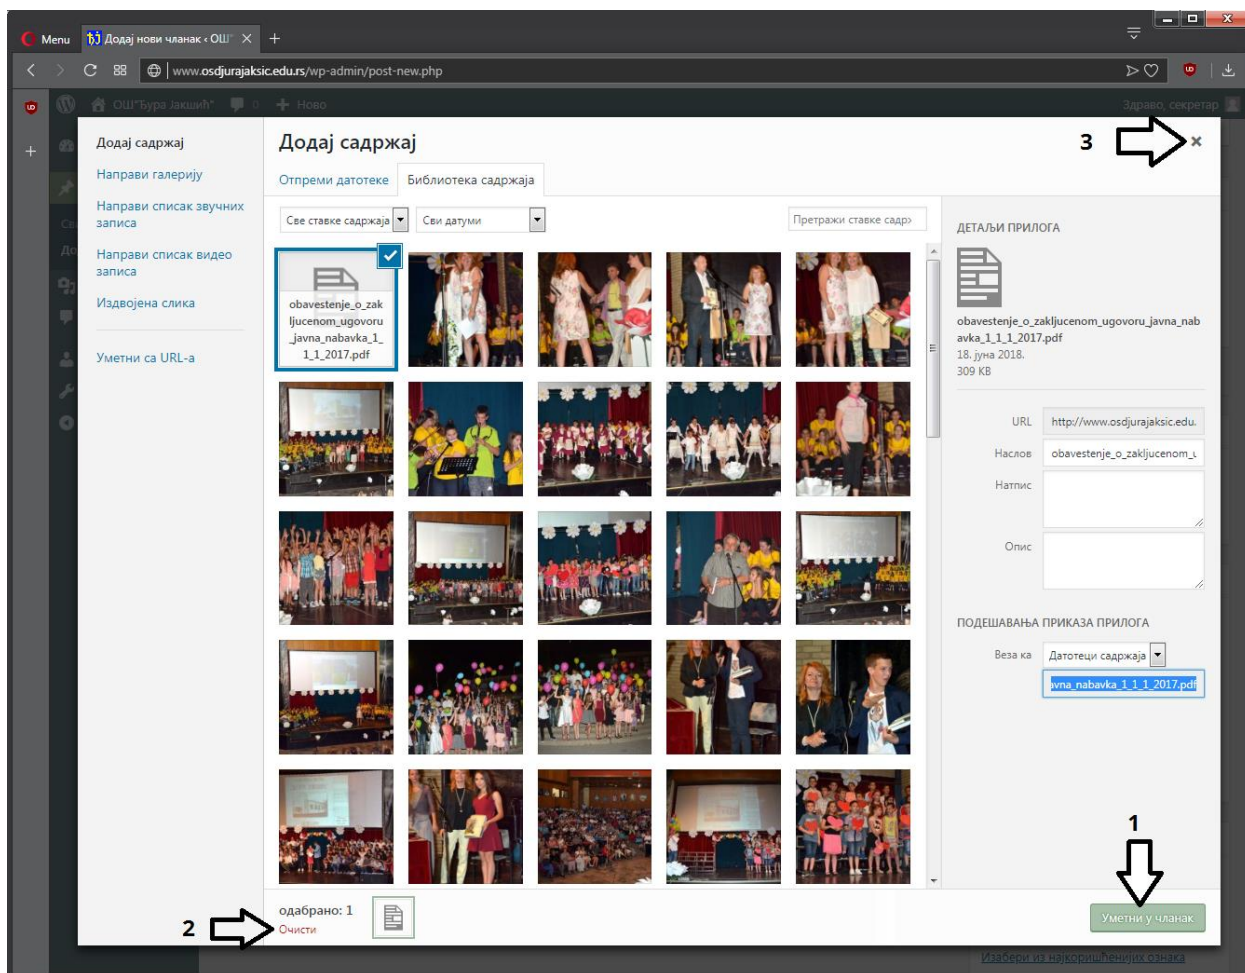 Menu
Додај нови чланак ‹ ОШ"
www.osdjurajaksic.edu.rs/wp-admin/post-new.php
ОШ"Ђура Јакшић"
0
Ново
Здраво, секретар
Додај садржај
Направи галерију
Направи списак звучних
записа
Направи списак видео
записа
Издвојена слика
Уметни са URL-а
Додај садржај
3
Отпреми датотеке
Библиотека садржаја
Све ставке садржаја
Сви датуми
Претражи ставке садр
obavestenje_o_zak
ljucenom_ugovoru
_javna_nabavka_1_
1_1_2017.pdf
ДЕТАЉИ ПРИЛОГА
obavestenje_o_zakljucenom_ugovoru_javna_nab
avka_1_1_1_2017.pdf
18. јуна 2018.
309 KB
URL
http://www.osdjurajaksic.edu.
Наслов
obavestenje_o_zakljucenom_u
Натпис
Опис
ПОДЕШАВАЊА ПРИКАЗА ПРИЛОГА
Веза ка
Датотеци садржаја
avna_nabavka_1_1_1_2017.pdf
1
одабрано: 1
2
Очисти
Уметни у чланак
Изабери из најкоришћенијих ознака